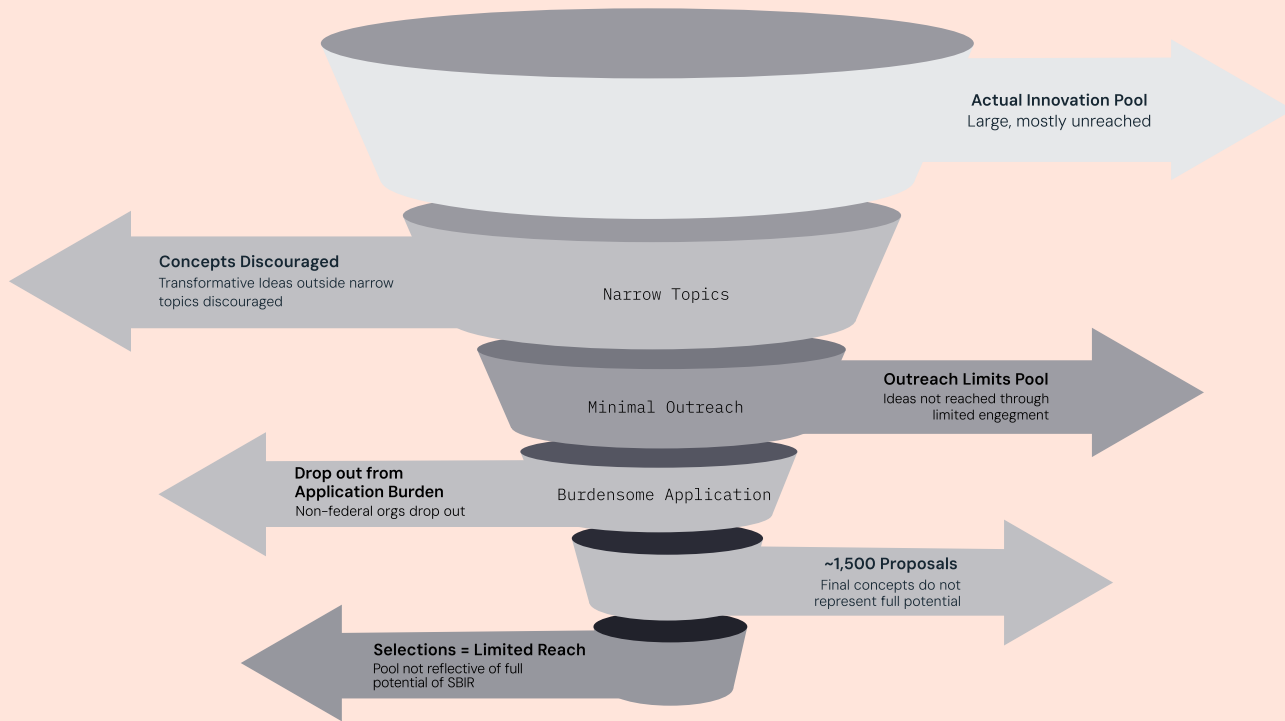 Actual Innovation Pool
Large, mostly unreached
Concepts Discouraged
Transformative Ideas outside narrow
topics discouraged
Narrow Topics
Outreach Limits Pool
Ideas not reached through
limited engegment
Minimal Outreach
Drop out from
Application Burden
Non-federal orgs drop out
Burdensome Application
~1,500 Proposals
Final concepts do not
represent full potential
Selections = Limited Reach
Pool not reflective of full
potential of SBIR